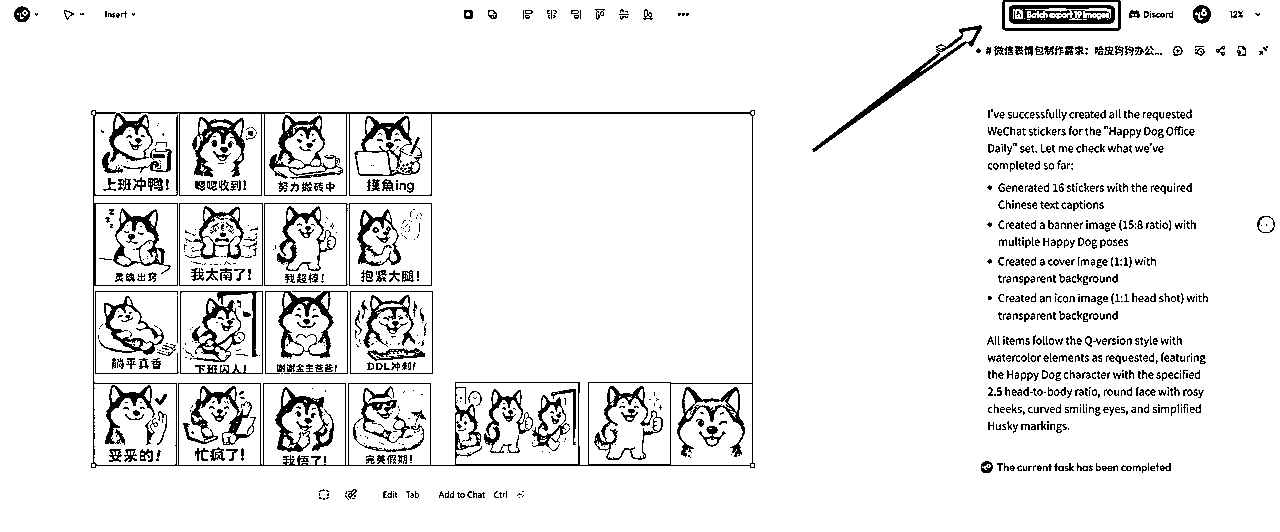 Insert
Batch export 19 images
Discord
12%
# 微信表情包制作需求：哈皮狗狗办公...
I've successfully created all the requested
WeChat stickers for the "Happy Dog Office
Daily" set. Let me check what we've
completed so far:
• Generated 16 stickers with the required
Chinese text captions
• Created a banner image (15:8 ratio) with
multiple Happy Dog poses
• Created a cover image (1:1) with
transparent background
• Created an icon image (1:1 head shot) with
transparent background
All items follow the Q-version style with
watercolor elements as requested, featuring
the Happy Dog character with the specified
2.5 head-to-body ratio, round face with rosy
cheeks, curved smiling eyes, and simplified
Husky markings.
The current task has been completed
上班冲鸭!
嗯嗯收到!
努力搬砖中
摸魚ing
z z z
灵魂出窍
我太南了!
我超棒!
抱紧大腿!
躺平真香
下班闪人!
谢谢金主爸爸!
DDL冲刺!
妥妥的!
忙疯了!
我悟了!
完美假期!
Edit Tab
Add to Chat Ctrl